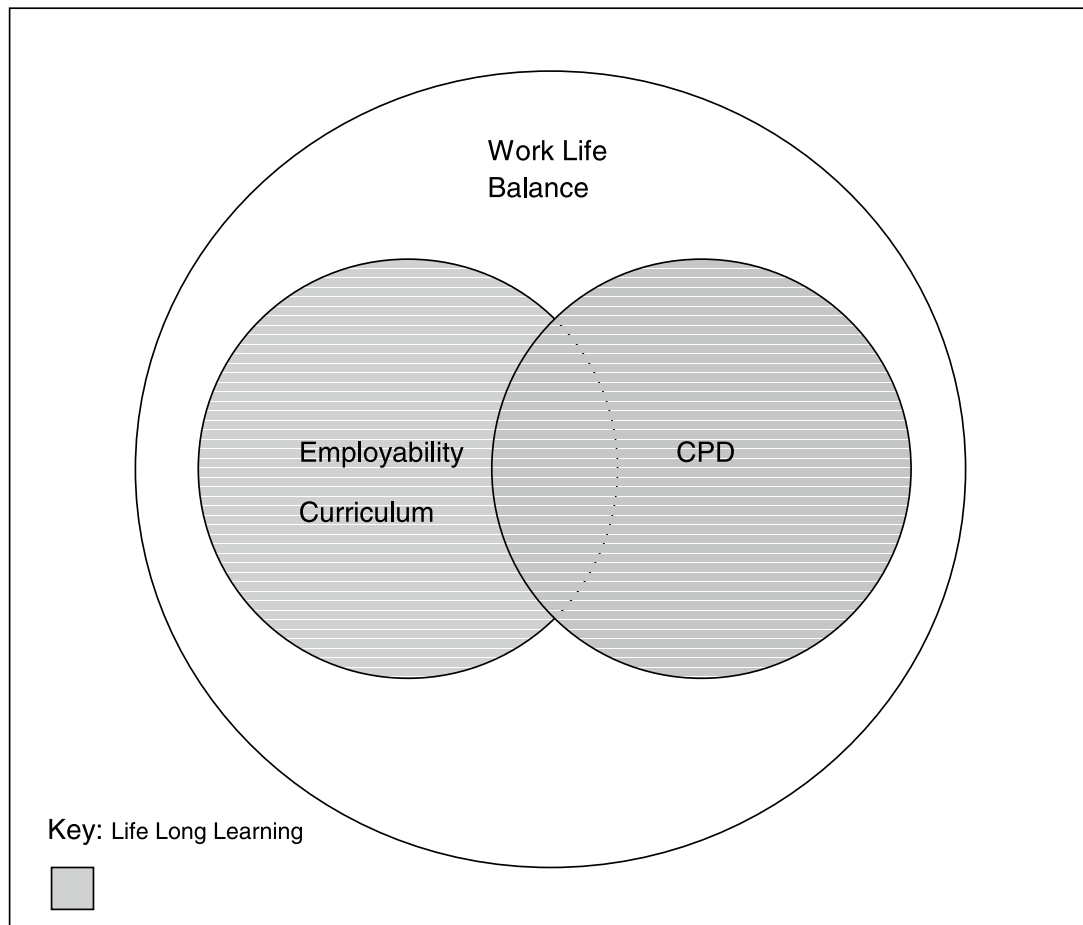 Work Life
Balance
Employability
Curriculum
CPD
Key: Life Long Learning